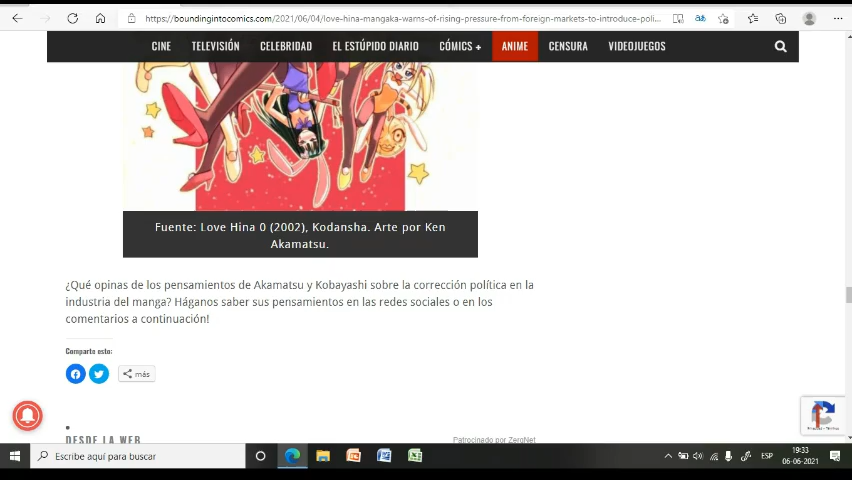 https://boundingintocomics.com/2021/06/04/love-hina-mangaka-warns-of-rising-pressure-from-foreign-markets-to-introduce-poli...
CINE TELEVISIÓN CELEBRIDAD EL ESTÚPIDO DIARIO CÓMICS + ANIME CENSURA VIDEOJUEGOS
Fuente: Love Hina 0 (2002), Kodansha. Arte por Ken
Akamatsu.
¿Qué opinas de los pensamientos de Akamatsu y Kobayashi sobre la corrección política en la
industria del manga? Háganos saber sus pensamientos en las redes sociales o en los
comentarios a continuación!
Comparte esto:
más
DESDE LA WEB
Patrocinado por ZergNet
Escribe aquí para buscar
ESP
19:33
06-06-2021